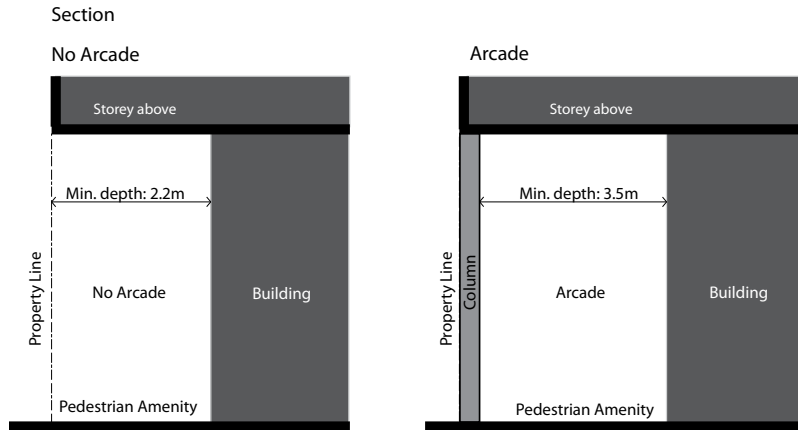 Section
No Arcade
Storey above
Min. depth: 2.2m
Property Line
No Arcade
Building
Pedestrian Amenity
Arcade
Storey above
Min. depth: 3.5m
Property Line
Column
Arcade
Building
Pedestrian Amenity